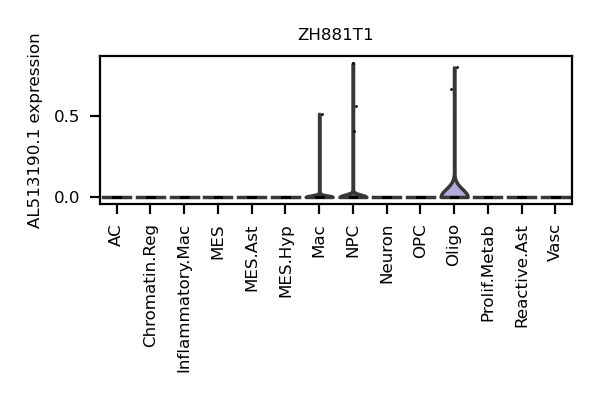 ZH881T1
AL513190.1 expression
0.5
0.0
AC
Chromatin.Reg
Inflammatory.Mac
MES
MES.Ast
MES.Hyp
Mac
NPC
Neuron
OPC
Oligo
Prolif.Metab
Reactive.Ast
Vasc